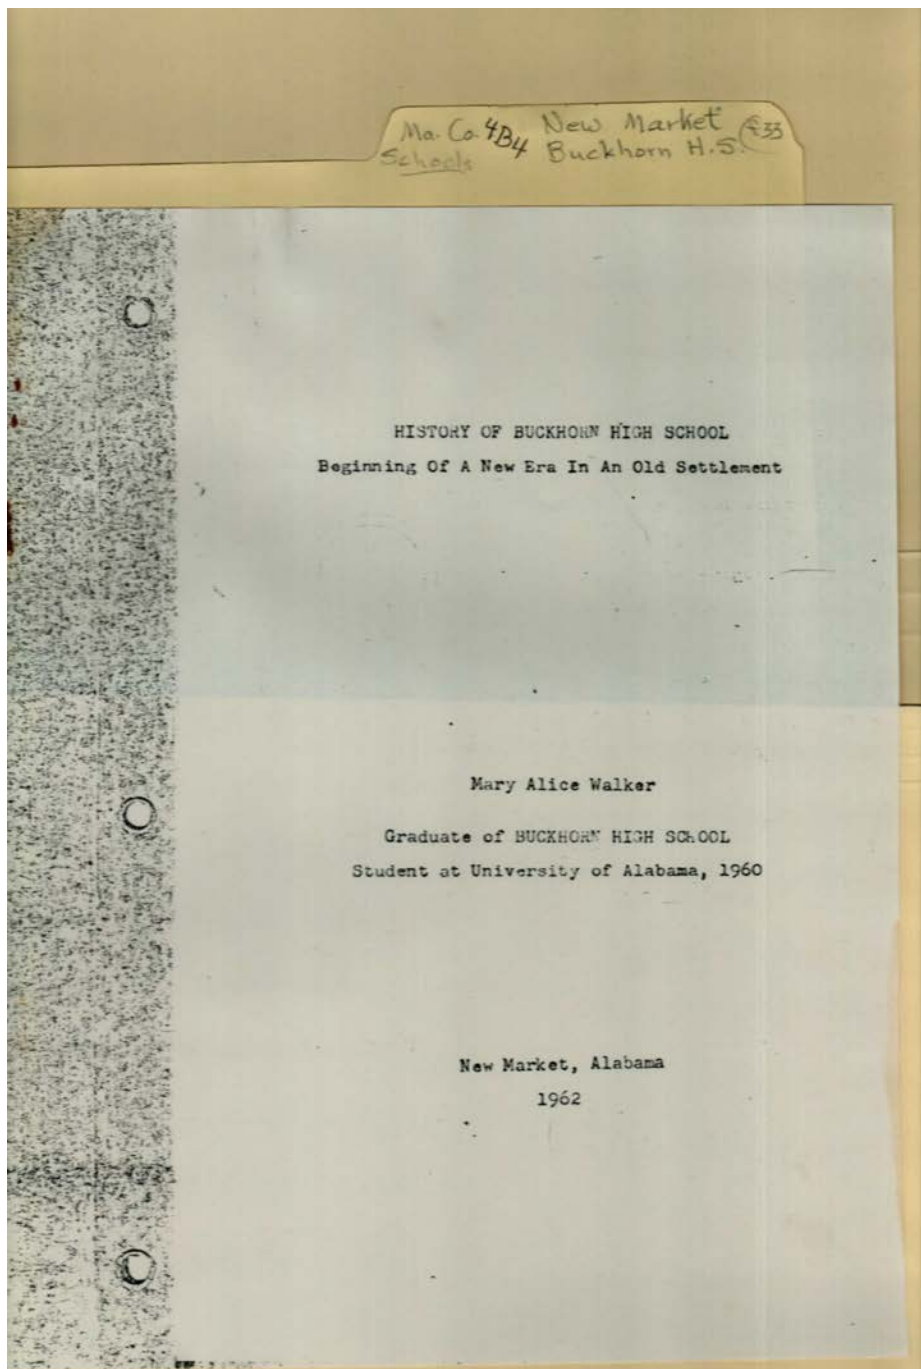 Ma. Co. 4B4 New Market
Schools Buckhorn H.S.
HISTORY OF BUCKHORN HIGH SCHOOL
Beginning Of A New Era In An Old Settlement
Mary Alice Walker
Graduate of BUCKHORN HIGH SCHOOL
Student at University of Alabama, 1960
New Market, Alabama
1962